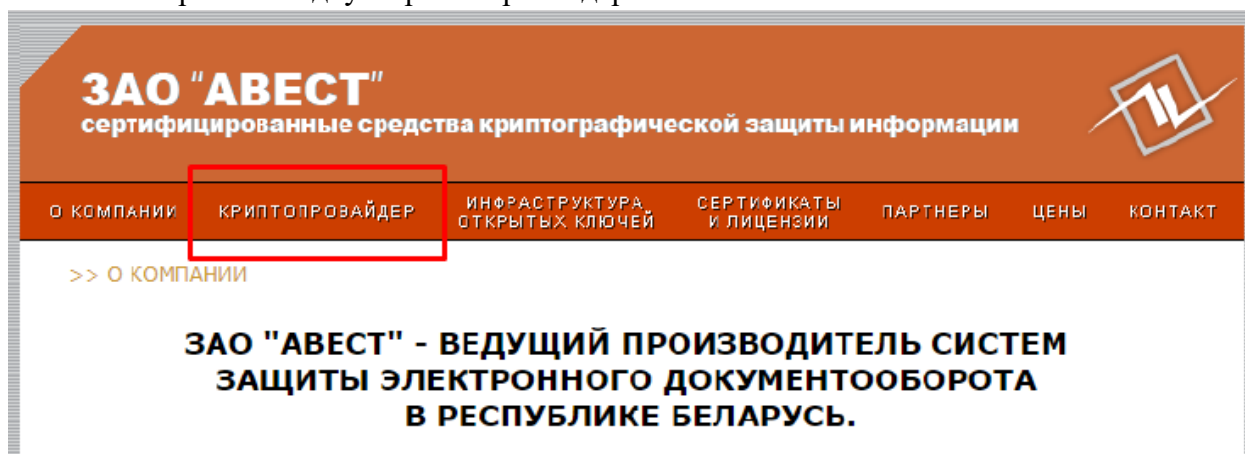 ЗАО "АВЕСТ"
сертифицированные средства криптографической защиты информации
О КОМПАНИИ
КРИПТОПРОВАЙДЕР
ИНФРАСТРУКТУРА
ОТКРЫТЫХ КЛЮЧЕЙ
СЕРТИФИКАТЫ
И ЛИЦЕНЗИИ
ПАРТНЕРЫ
ЦЕНЫ
КОНТАКТ
>> О КОМПАНИИ
ЗАО "АВЕСТ" - ВЕДУЩИЙ ПРОИЗВОДИТЕЛЬ СИСТЕМ
ЗАЩИТЫ ЭЛЕКТРОННОГО ДОКУМЕНТООБОРОТА
В РЕСПУБЛИКЕ БЕЛАРУСЬ.